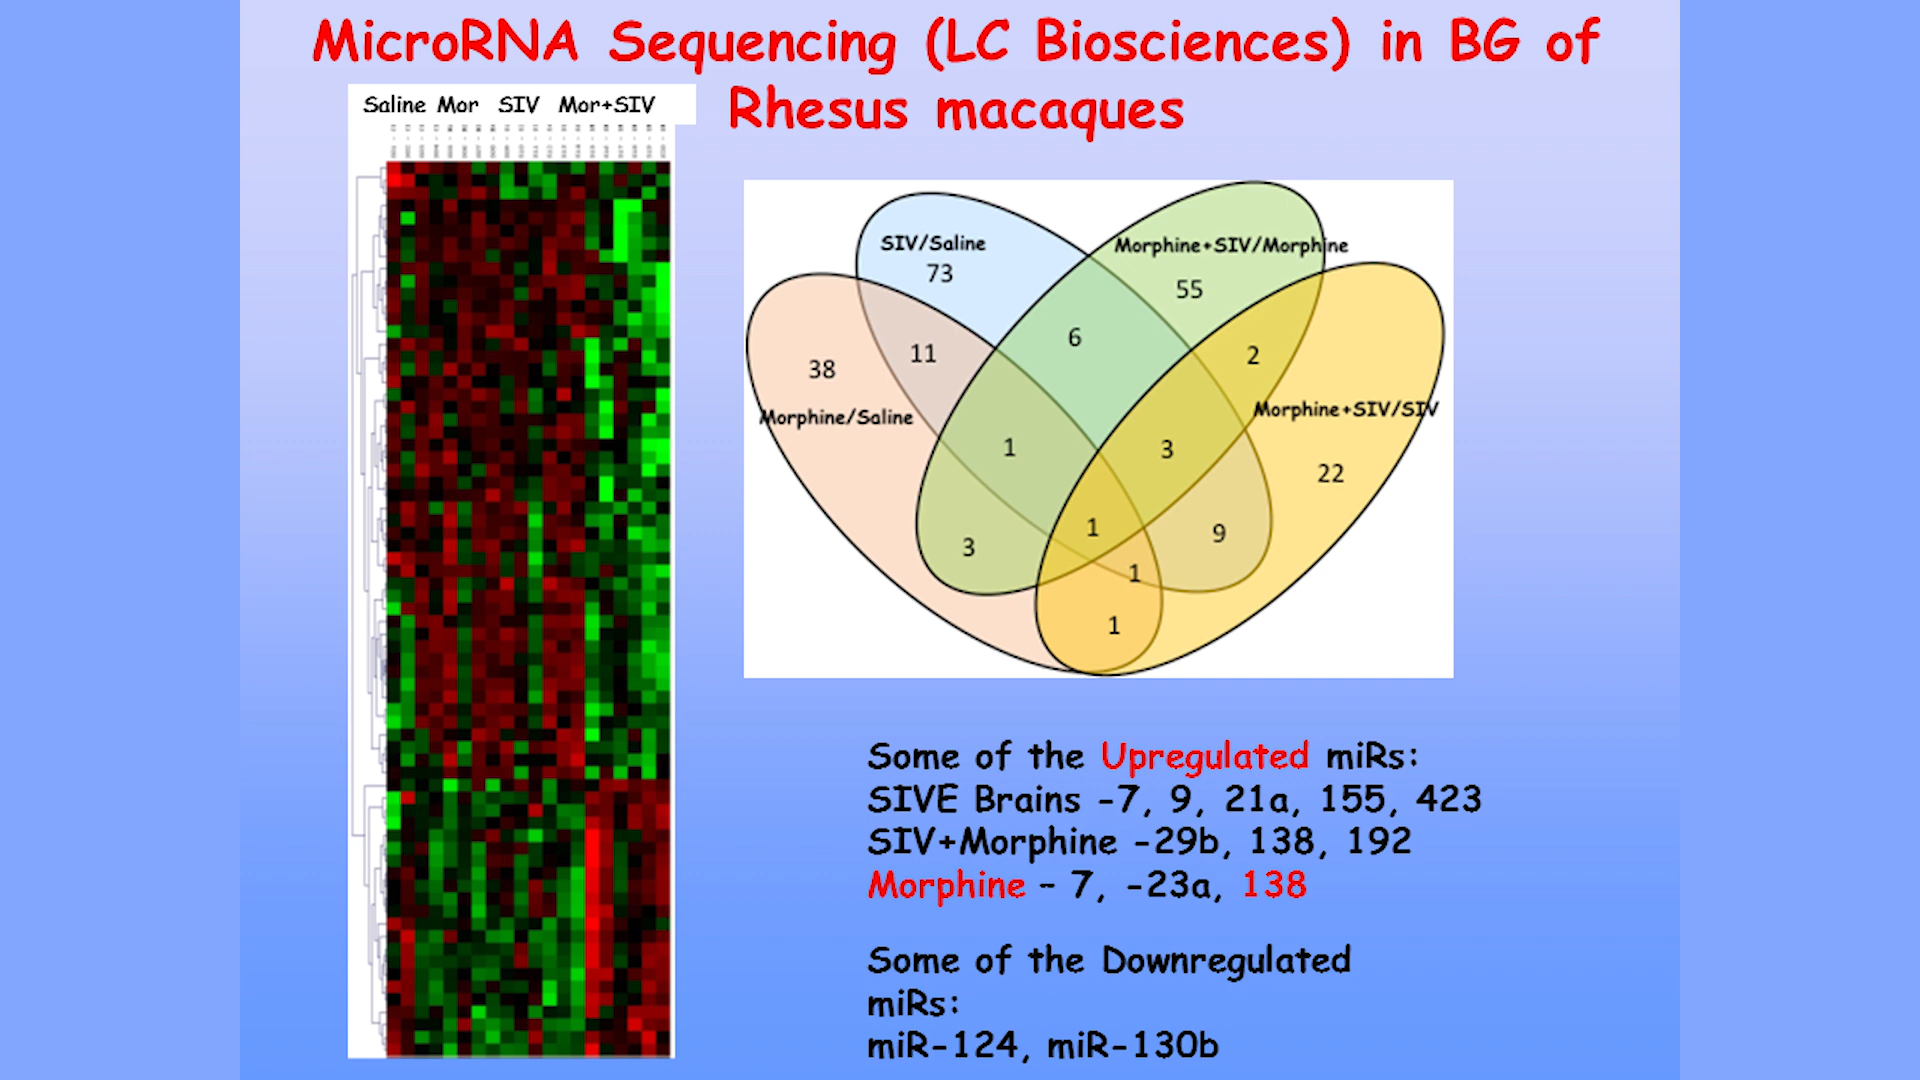 MicroRNA Sequencing (LC Biosciences) in BG of
Rhesus macaques
Saline Mor SIV Mor+SIV
SIV/Saline
73
Morphine+SIV/Morphine
55
6
11
2
38
Morphine/Saline
Morphine+SIV/SIV
1
3
22
1
9
3
1
1
Some of the Upregulated miRs:
SIVE Brains -7, 9, 21a, 155, 423
SIV+Morphine -29b, 138, 192
Morphine - 7, -23a, 138
Some of the Downregulated
miRs:
miR-124, miR-130b